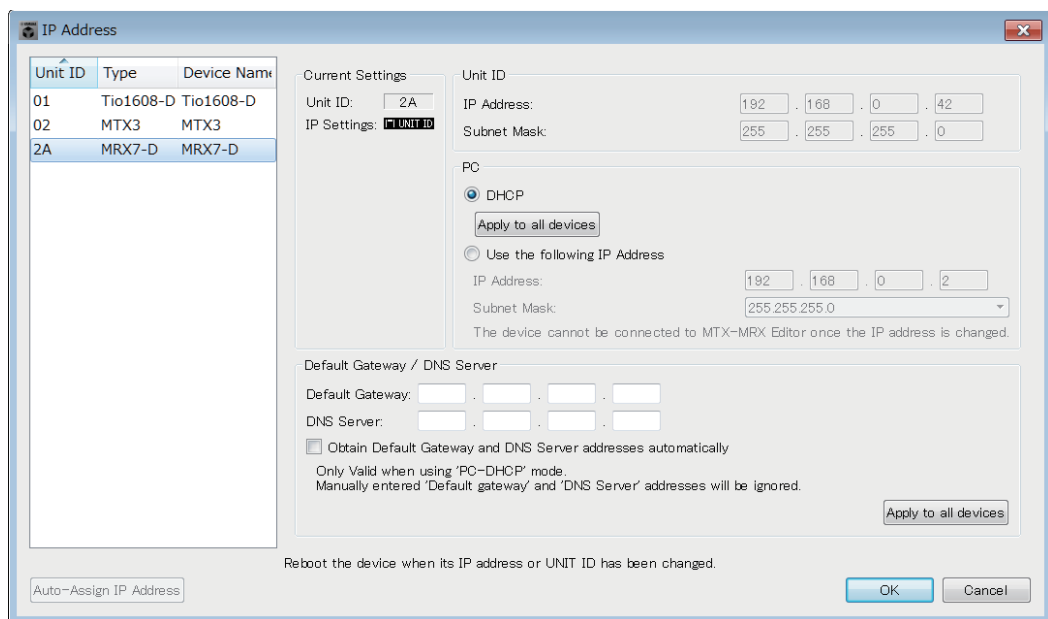 IP Address
Unit ID Type Device Name
01 Tio1608-D Tio1608-D
02 MTX3 MTX3
2A MRX7-D MRX7-D
Current Settings
Unit ID: 2A
IP Settings: UNIT ID
Unit ID
IP Address: 192 . 168 . 0 . 42
Subnet Mask: 255 . 255 . 255 . 0
PC
DHCP
Apply to all devices
Use the following IP Address
IP Address: 192 . 168 . 0 . 2
Subnet Mask: 255.255.255.0
The device cannot be connected to MTX-MRX Editor once the IP address is changed.
Default Gateway / DNS Server
Default Gateway: . . .
DNS Server: . . .
Obtain Default Gateway and DNS Server addresses automatically
Only Valid when using 'PC-DHCP' mode.
Manually entered 'Default gateway' and 'DNS Server' addresses will be ignored.
Apply to all devices
Reboot the device when its IP address or UNIT ID has been changed.
Auto-Assign IP Address
OK
Cancel